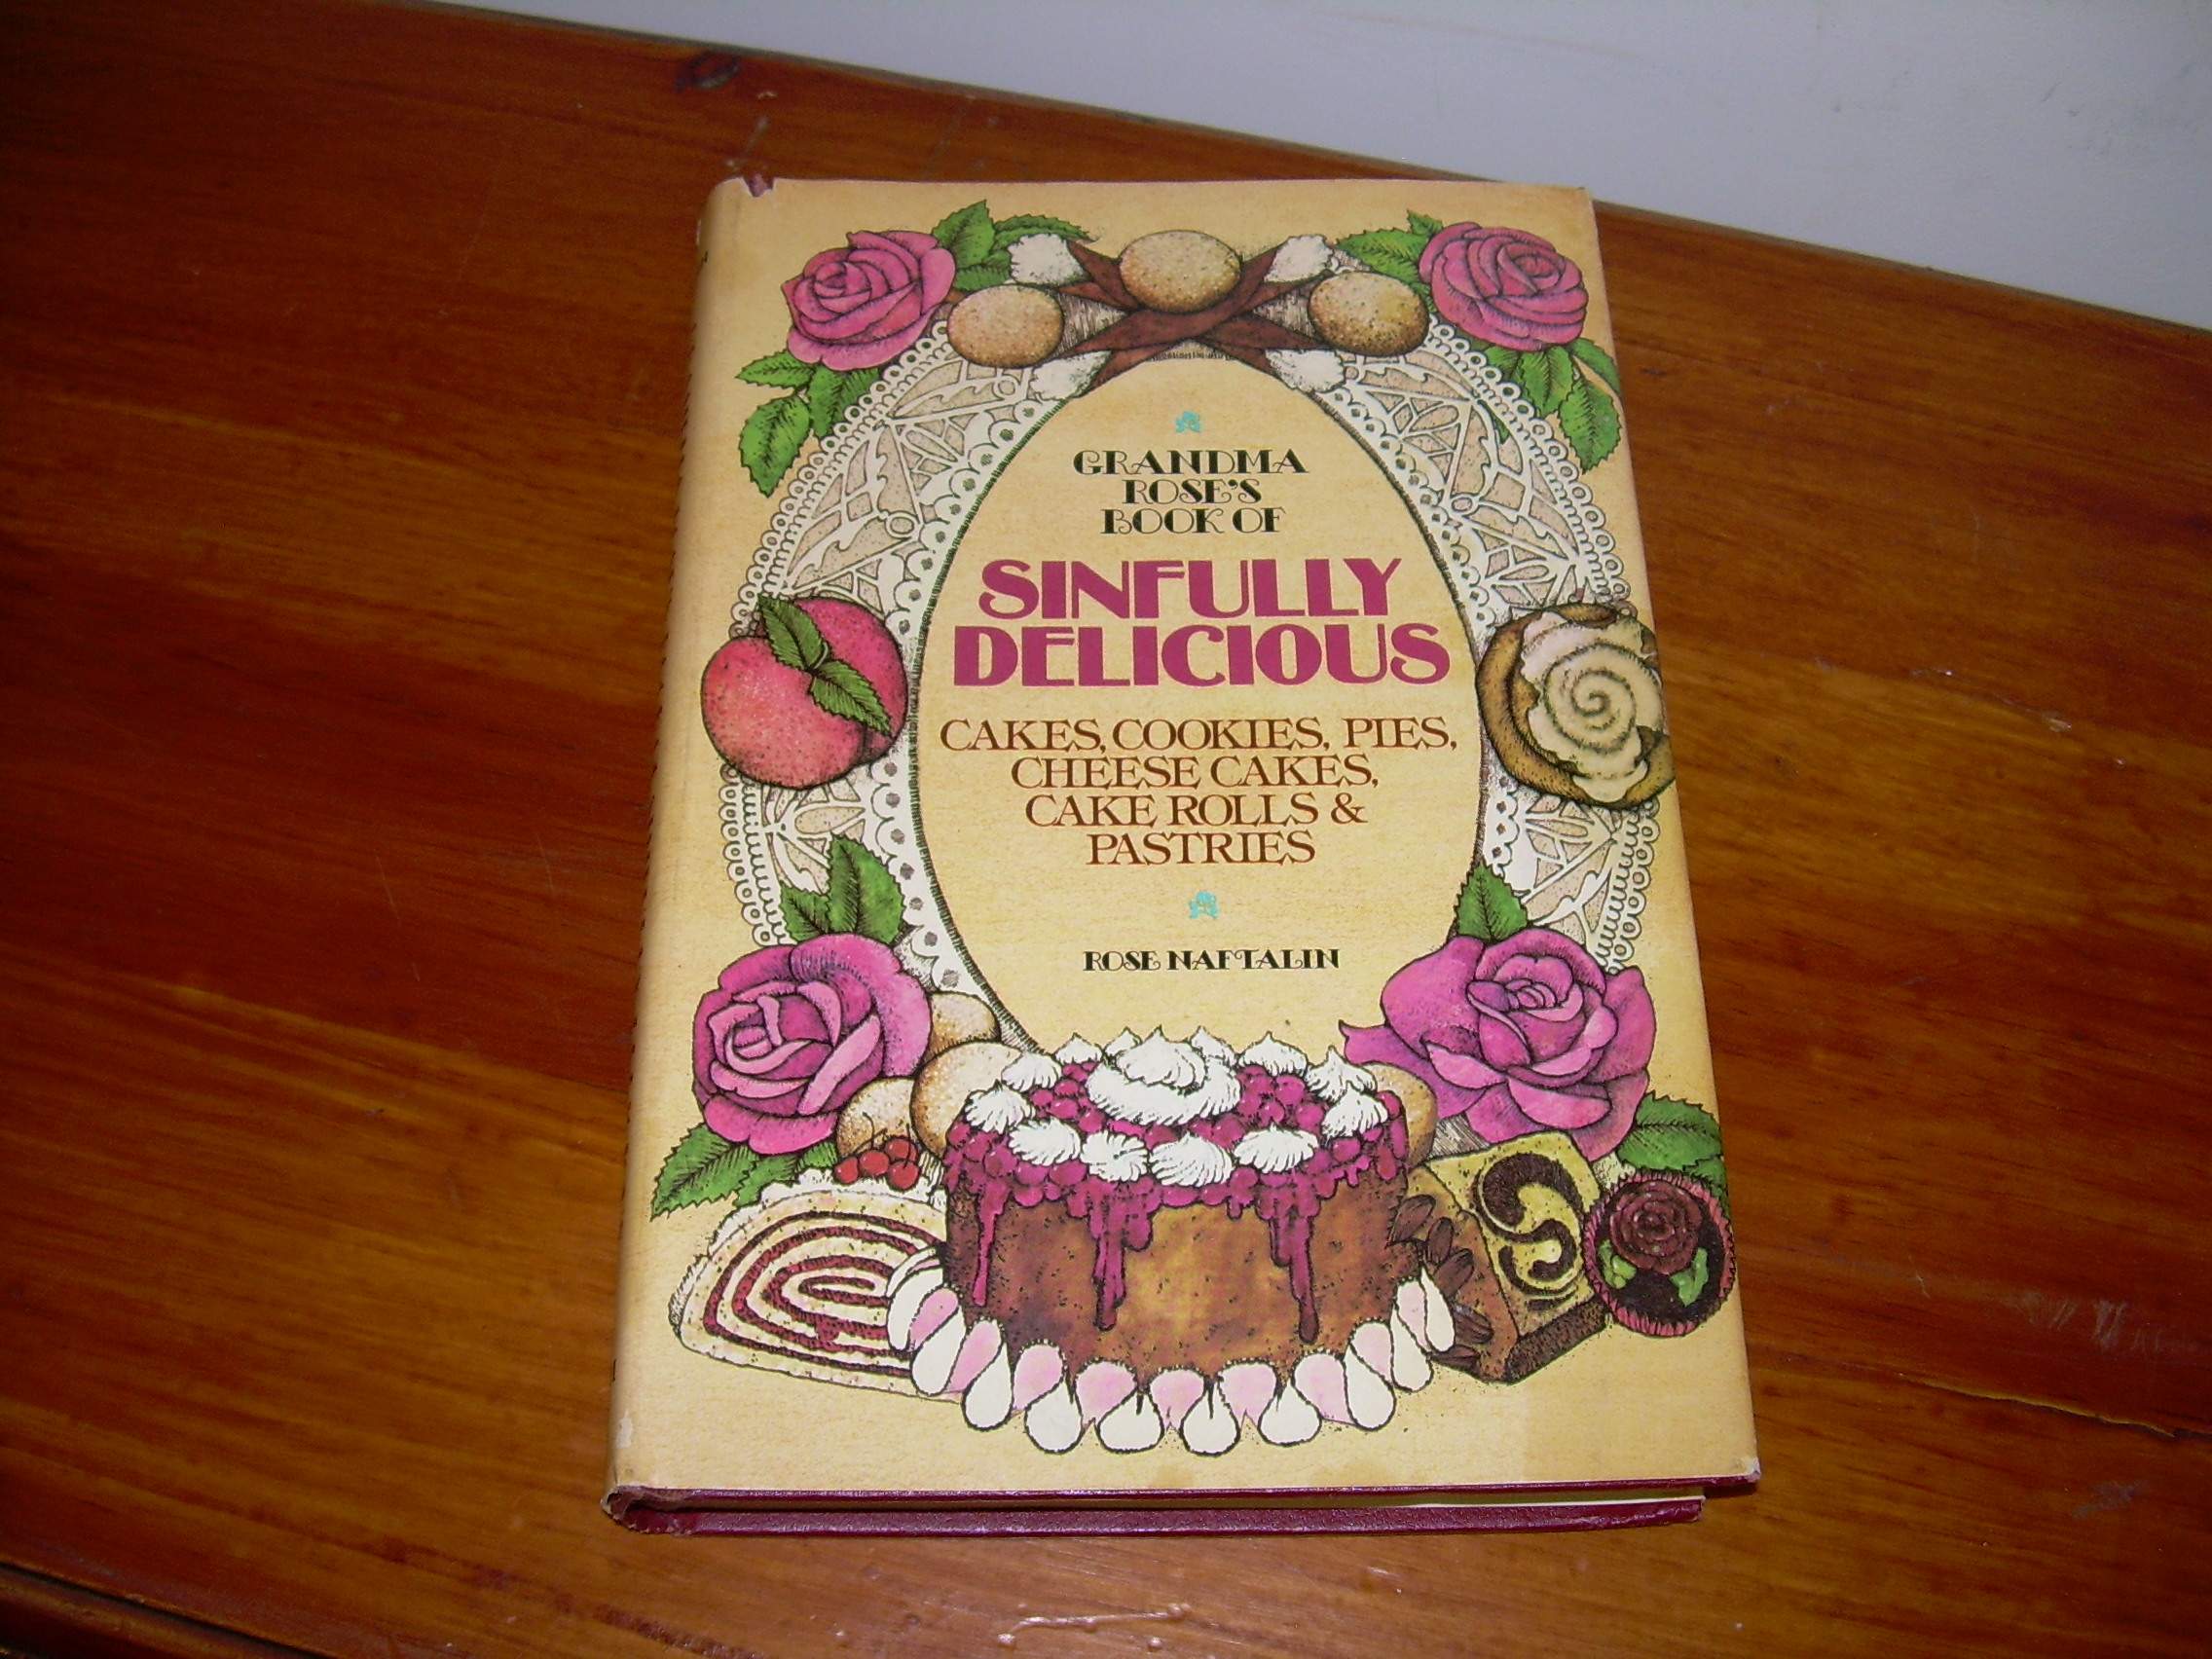 GRANDMA
ROSE'S
BOOK OF
SINFULLY
DELICIOUS
CAKES, COOKIES, PIES,
CHEESE CAKES,
CAKE ROLLS &
PASTRIES
ROSE NAFTALIN